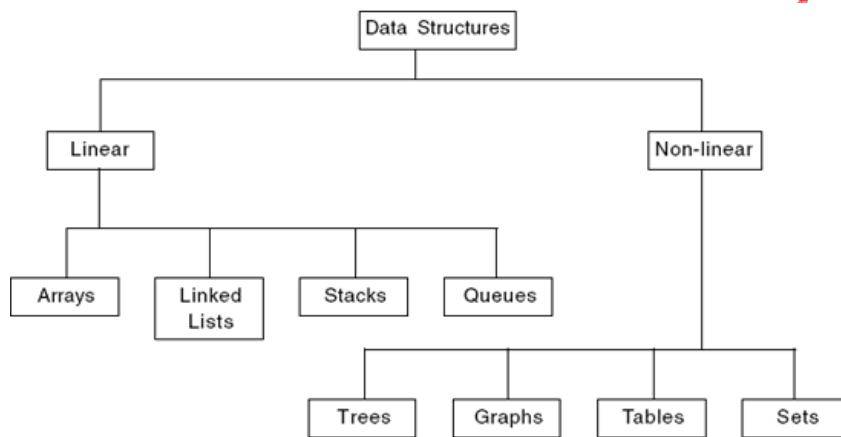 Data Structures
Linear
Non-linear
Arrays
Linked
Lists
Stacks
Queues
Trees
Graphs
Tables
Sets